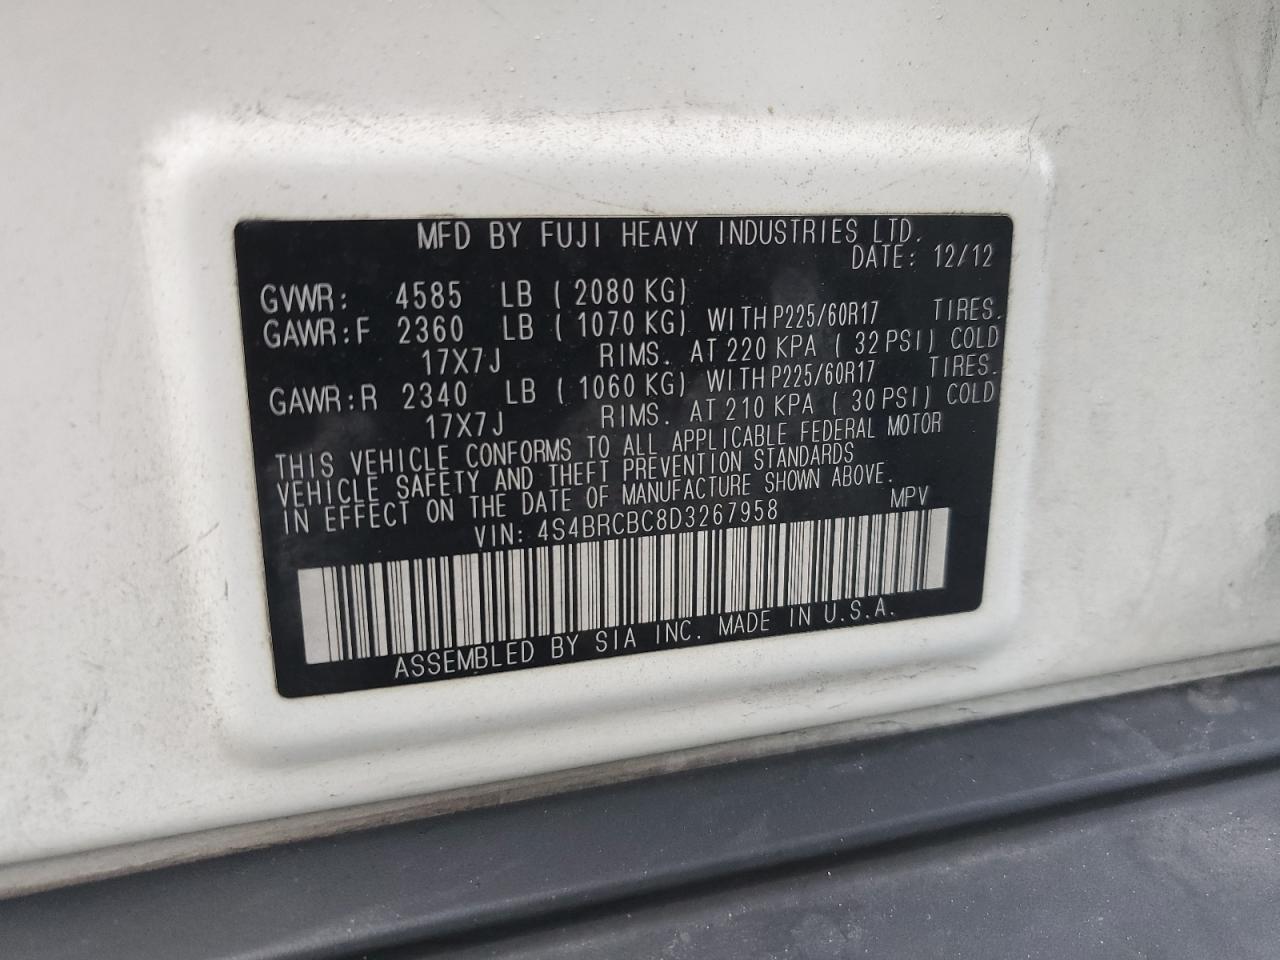 MFD BY FUJI HEAVY INDUSTRIES LTD.
DATE: 12/12
GVWR: 4585 LB ( 2080 KG)
GAWR:F 2360 LB ( 1070 KG) WITH P225/60R17 TIRES.
17X7J RIMS. AT 220 KPA ( 32 PSI) COLD
GAWR:R 2340 LB ( 1060 KG) WITH P225/60R17 TIRES.
17X7J RIMS. AT 210 KPA ( 30 PSI) COLD
THIS VEHICLE CONFORMS TO ALL APPLICABLE FEDERAL MOTOR
VEHICLE SAFETY AND THEFT PREVENTION STANDARDS
IN EFFECT ON THE DATE OF MANUFACTURE SHOWN ABOVE.
VIN: 4S4BRCBC8D3267958 MPV
ASSEMBLED BY SIA INC. MADE IN U.S.A.